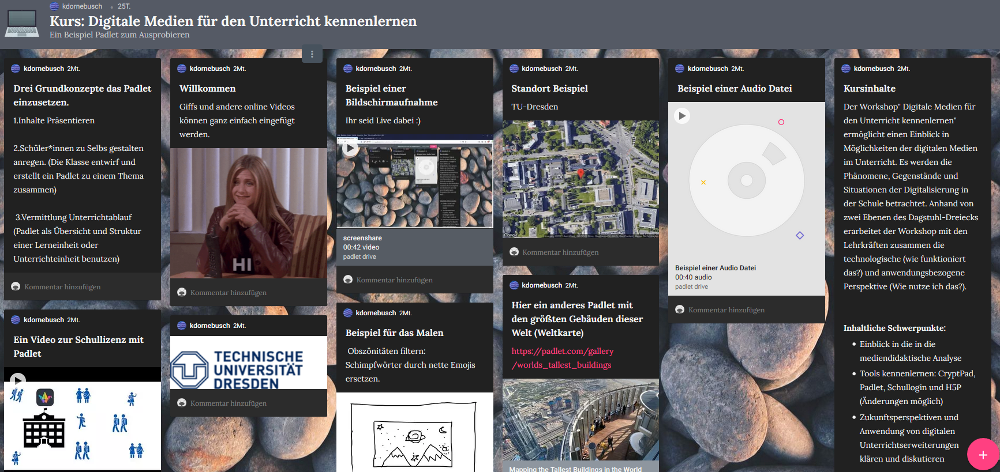 kdornebusch • 25T.
Kurs: Digitale Medien für den Unterricht kennenlernen
Ein Beispiel Padlet zum Ausprobieren
kdornebusch 2Mt.
Drei Grundkonzepte das Padlet
einzusetzen.
1.Inhalte Präsentieren
2.Schüler*innen zu Selbs gestalten
anregen. (Die Klasse entwirf und
erstellt ein Padlet zu einem Thema
zusammen)
3.Vermittlung Unterrichtablauf
(Padlet als Übersicht und Struktur
einer Lerneinheit oder
Unterrichteinheit benutzen)
Kommentar hinzufügen
kdornebusch 2Mt.
Ein Video zur Schullizenz mit
Padlet
kdornebusch 2Mt.
Willkommen
Giffs und andere online Videos
können ganz einfach eingefügt
werden.
HI
Kommentar hinzufügen
kdornebusch 2Mt.
TECHNISCHE
UNIVERSITÄT
DRESDEN
Kommentar hinzufügen
kdornebusch 2Mt.
Beispiel einer
Bildschirmaufnahme
Ihr seid Live dabei :)
screenshare
00:42 video
padlet drive
Kommentar hinzufügen
kdornebusch 2Mt.
Beispiel für das Malen
Obszönitäten filtern:
Schimpfwörter durch nette Emojis
ersetzen.
kdornebusch 2Mt.
Standort Beispiel
TU-Dresden
Google
Kommentar hinzufügen
kdornebusch 2Mt.
Hier ein anderes Padlet mit
den größten Gebäuden dieser
Welt (Weltkarte)
https://padlet.com/gallery
/worlds_tallest_buildings
Mapping the Tallest Buildings in the World
kdornebusch 2Mt.
Beispiel einer Audio Datei
Beispiel einer Audio Datei
00:40 audio
padlet drive
Kommentar hinzufügen
kdornebusch 2Mt.
Kursinhalte
Der Workshop" Digitale Medien für
den Unterricht kennenlernen"
ermöglicht einen Einblick in
Möglichkeiten der digitalen Medien
im Unterricht. Es werden die
Phänomene, Gegenstände und
Situationen der Digitalisierung in
der Schule betrachtet. Anhand von
zwei Ebenen des Dagstuhl-Dreiecks
erarbeitet der Workshop mit den
Lehrkräften zusammen die
technologische (wie funktioniert
das?) und anwendungsbezogene
Perspektive (Wie nutze ich das?).
Inhaltliche Schwerpunkte:
• Einblick in die in die
mediendidaktische Analyse
• Tools kennenlernen: CryptPad,
Padlet, Schullogin und H5P
(Änderungen möglich)
• Zukunftsperspektiven und
Anwendung von digitalen
Unterrichtserweiterungen
klären und diskutieren